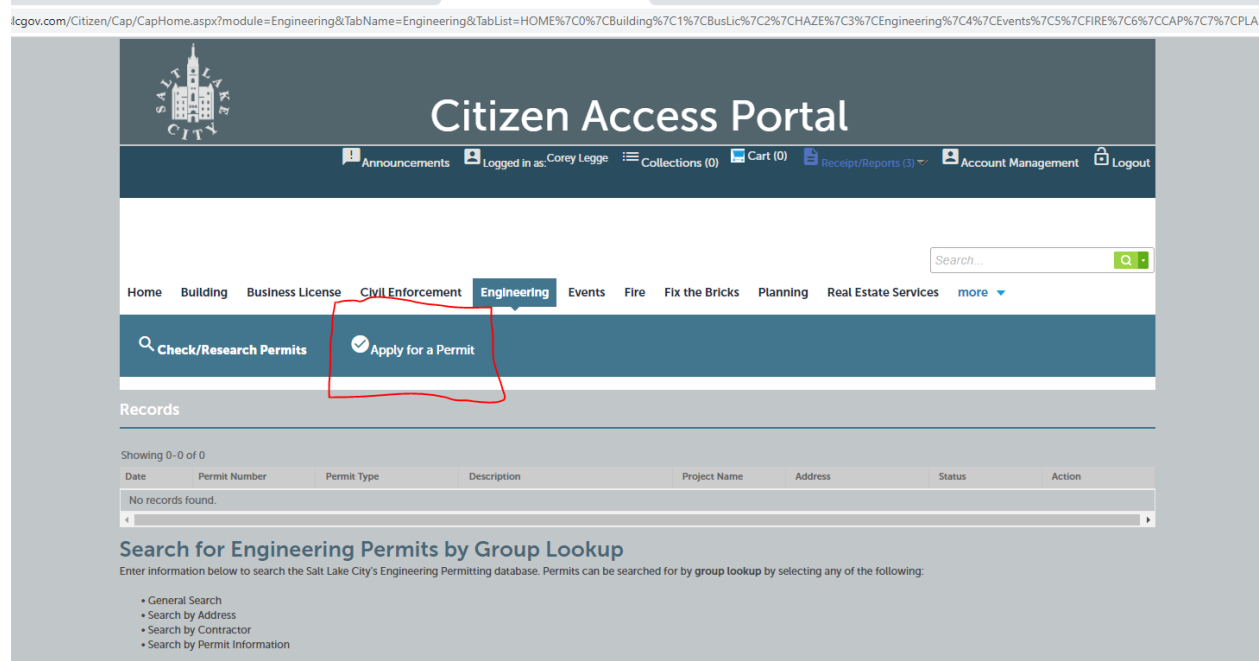 lcgov.com/Citizen/Cap/CapHome.aspx?module=Engineering&TabName=Engineering&TabList=HOME%7C0%7CBuilding%7C1%7CBusLic%7C2%7CHAZE%7C3%7CEngineering%7C4%7CEvents%7C5%7CFIRE%7C6%7CCAP%7C7%7CPLA
SALT LAKE CITY
Citizen Access Portal
Announcements Logged in as:Corey Legge Collections (0) Cart (0) Receipt/Reports (3) Account Management Logout
Search...
Home Building Business License Civil Enforcement Engineering Events Fire Fix the Bricks Planning Real Estate Services more
Check/Research Permits Apply for a Permit
Records
Showing 0-0 of 0
Date Permit Number Permit Type Description Project Name Address Status Action
No records found.
Search for Engineering Permits by Group Lookup
Enter information below to search the Salt Lake City's Engineering Permitting database. Permits can be searched for by group lookup by selecting any of the following:
• General Search
• Search by Address
• Search by Contractor
• Search by Permit Information